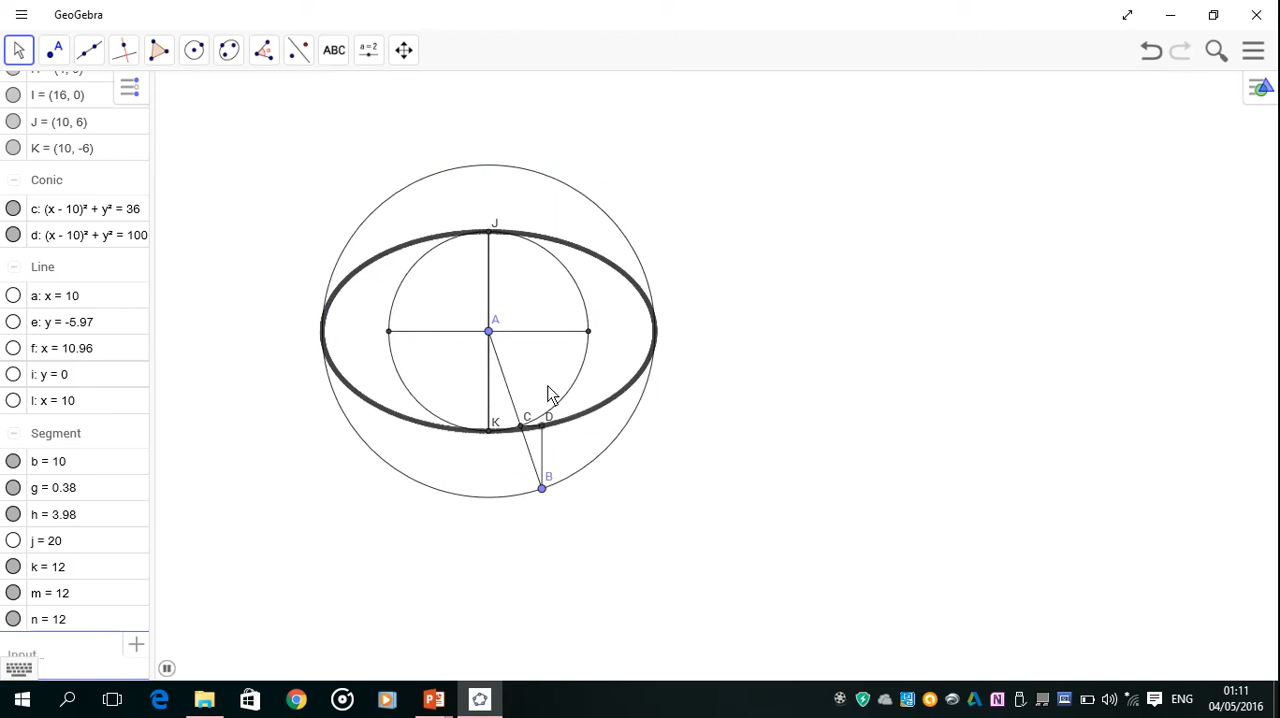 GeoGebra
ABC
a=2
I = (16, 0)
J = (10, 6)
K = (10, -6)
Conic
c: (x - 10)² + y² = 36
d: (x - 10)² + y² = 100
Line
a: x = 10
e: y = -5.97
f: x = 10.96
i: y = 0
l: x = 10
Segment
b = 10
g = 0.38
h = 3.98
j = 20
k = 12
m = 12
n = 12
Input...
J
A
K
C
D
B
ENG
01:11
04/05/2016